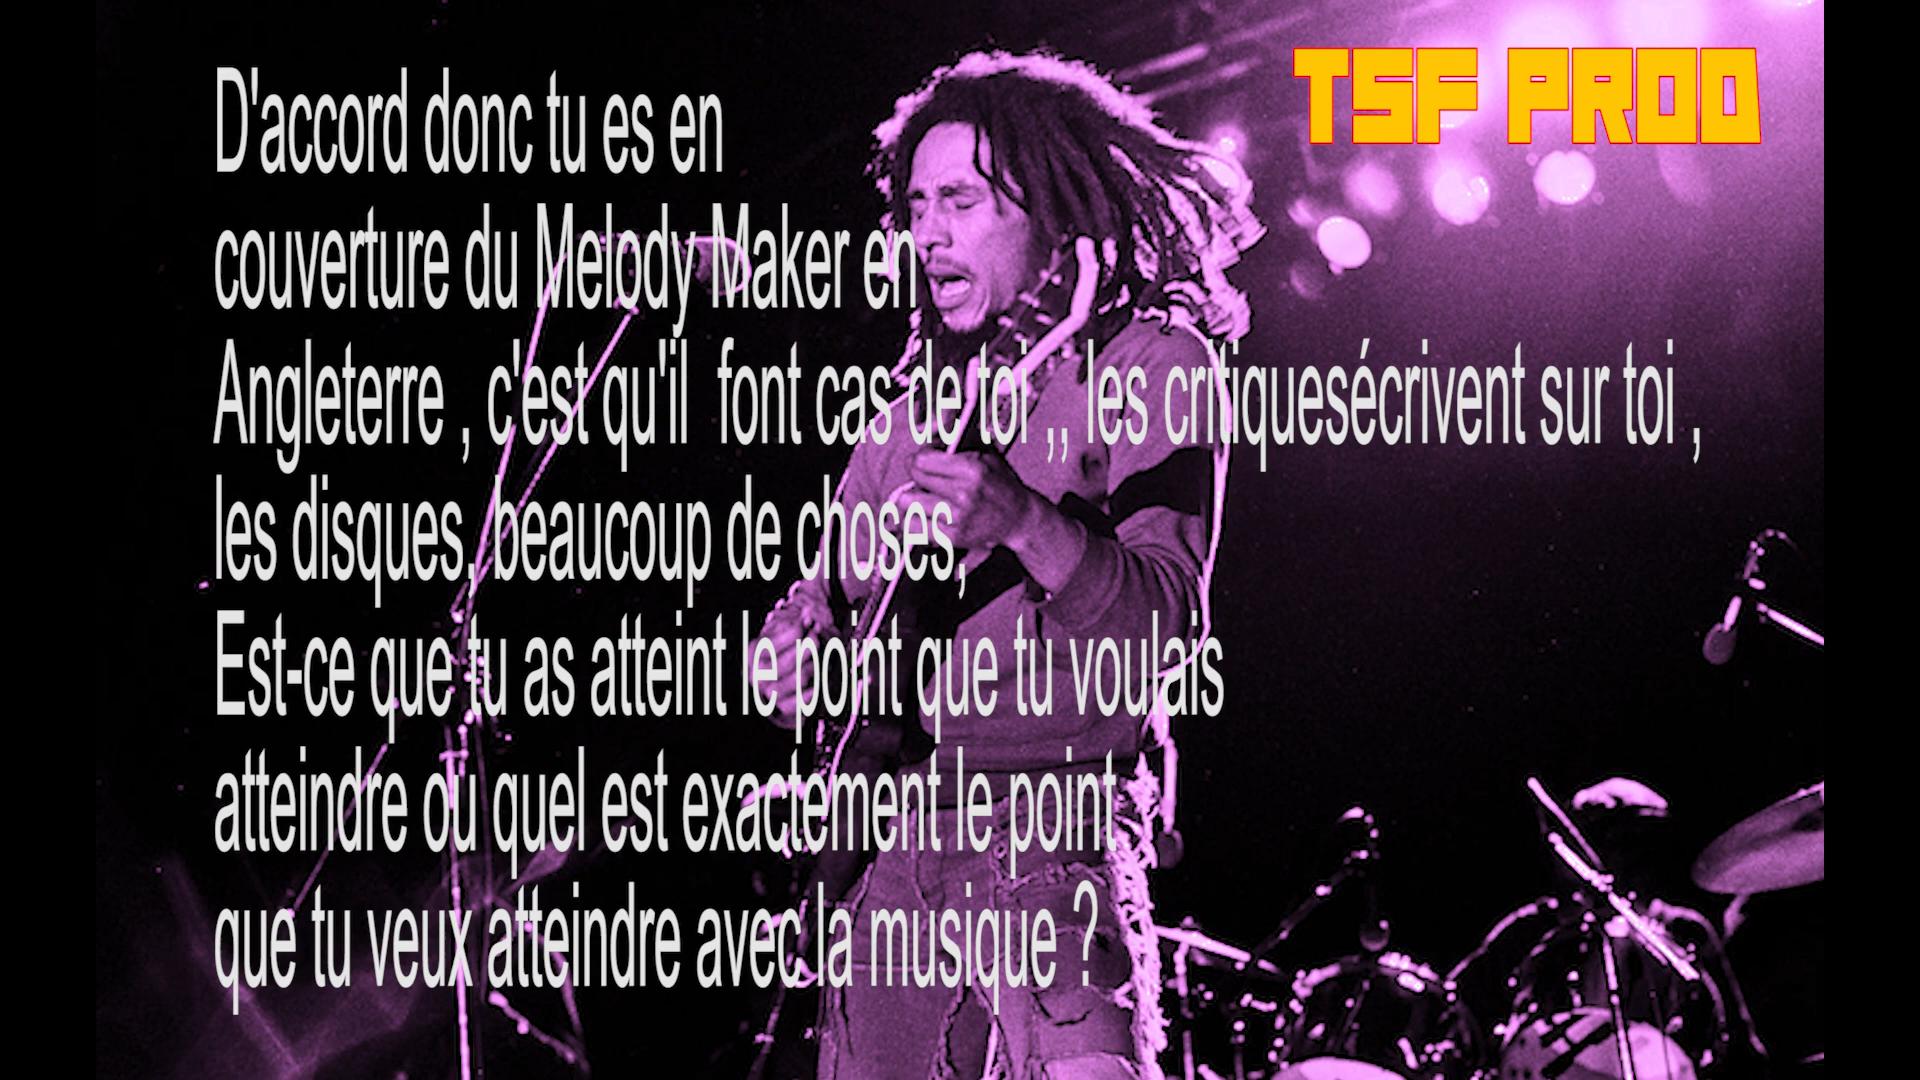 TSF PROD
D'accord donc tu es en
couverture du Melody Maker en
Angleterre , c'est qu'il  font cas de toi ,, les critiquesécrivent sur toi ,
les disques, beaucoup de choses,
Est-ce que tu as atteint le point que tu voulais
atteindre ou quel est exactement le point
que tu veux atteindre avec la musique ?